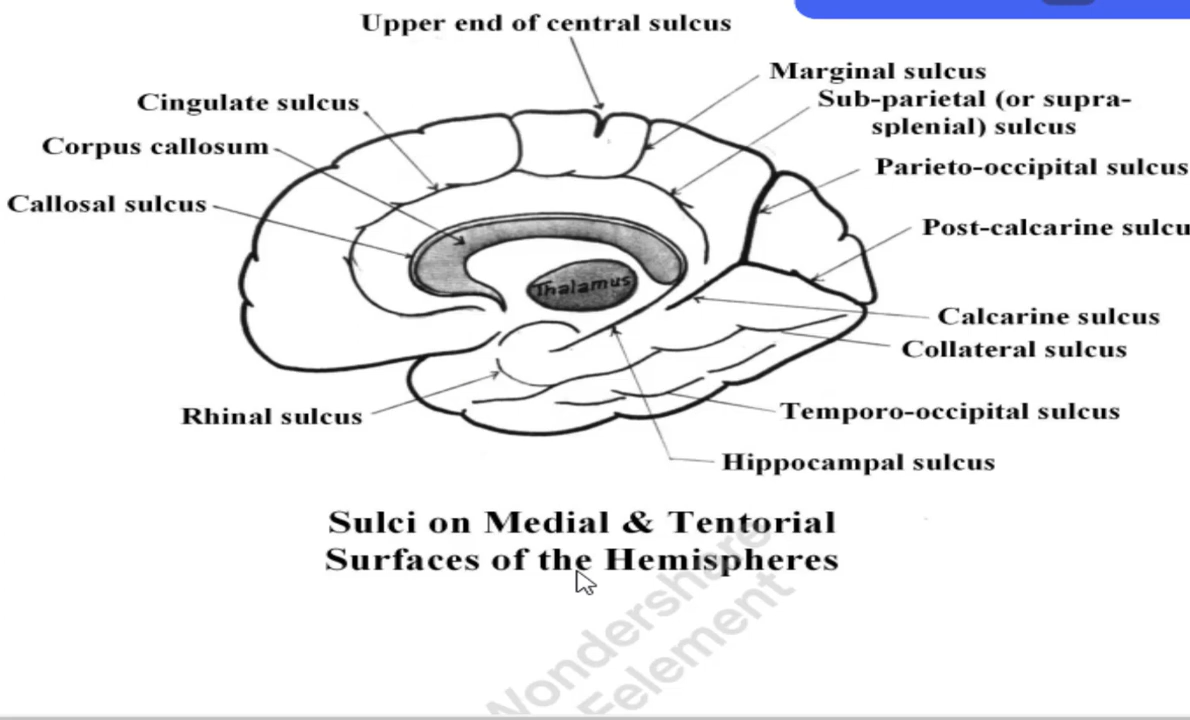 Upper end of central sulcus
Marginal sulcus
Cingulate sulcus
Sub-parietal (or supra-
splenial) sulcus
Corpus callosum
Parieto-occipital sulcus
Callosal sulcus
Post-calcarine sulcu
Thalamus
Calcarine sulcus
Collateral sulcus
Rhinal sulcus
Temporo-occipital sulcus
Hippocampal sulcus
Sulci on Medial & Tentorial
Surfaces of the Hemispheres
Wondershare
Felement